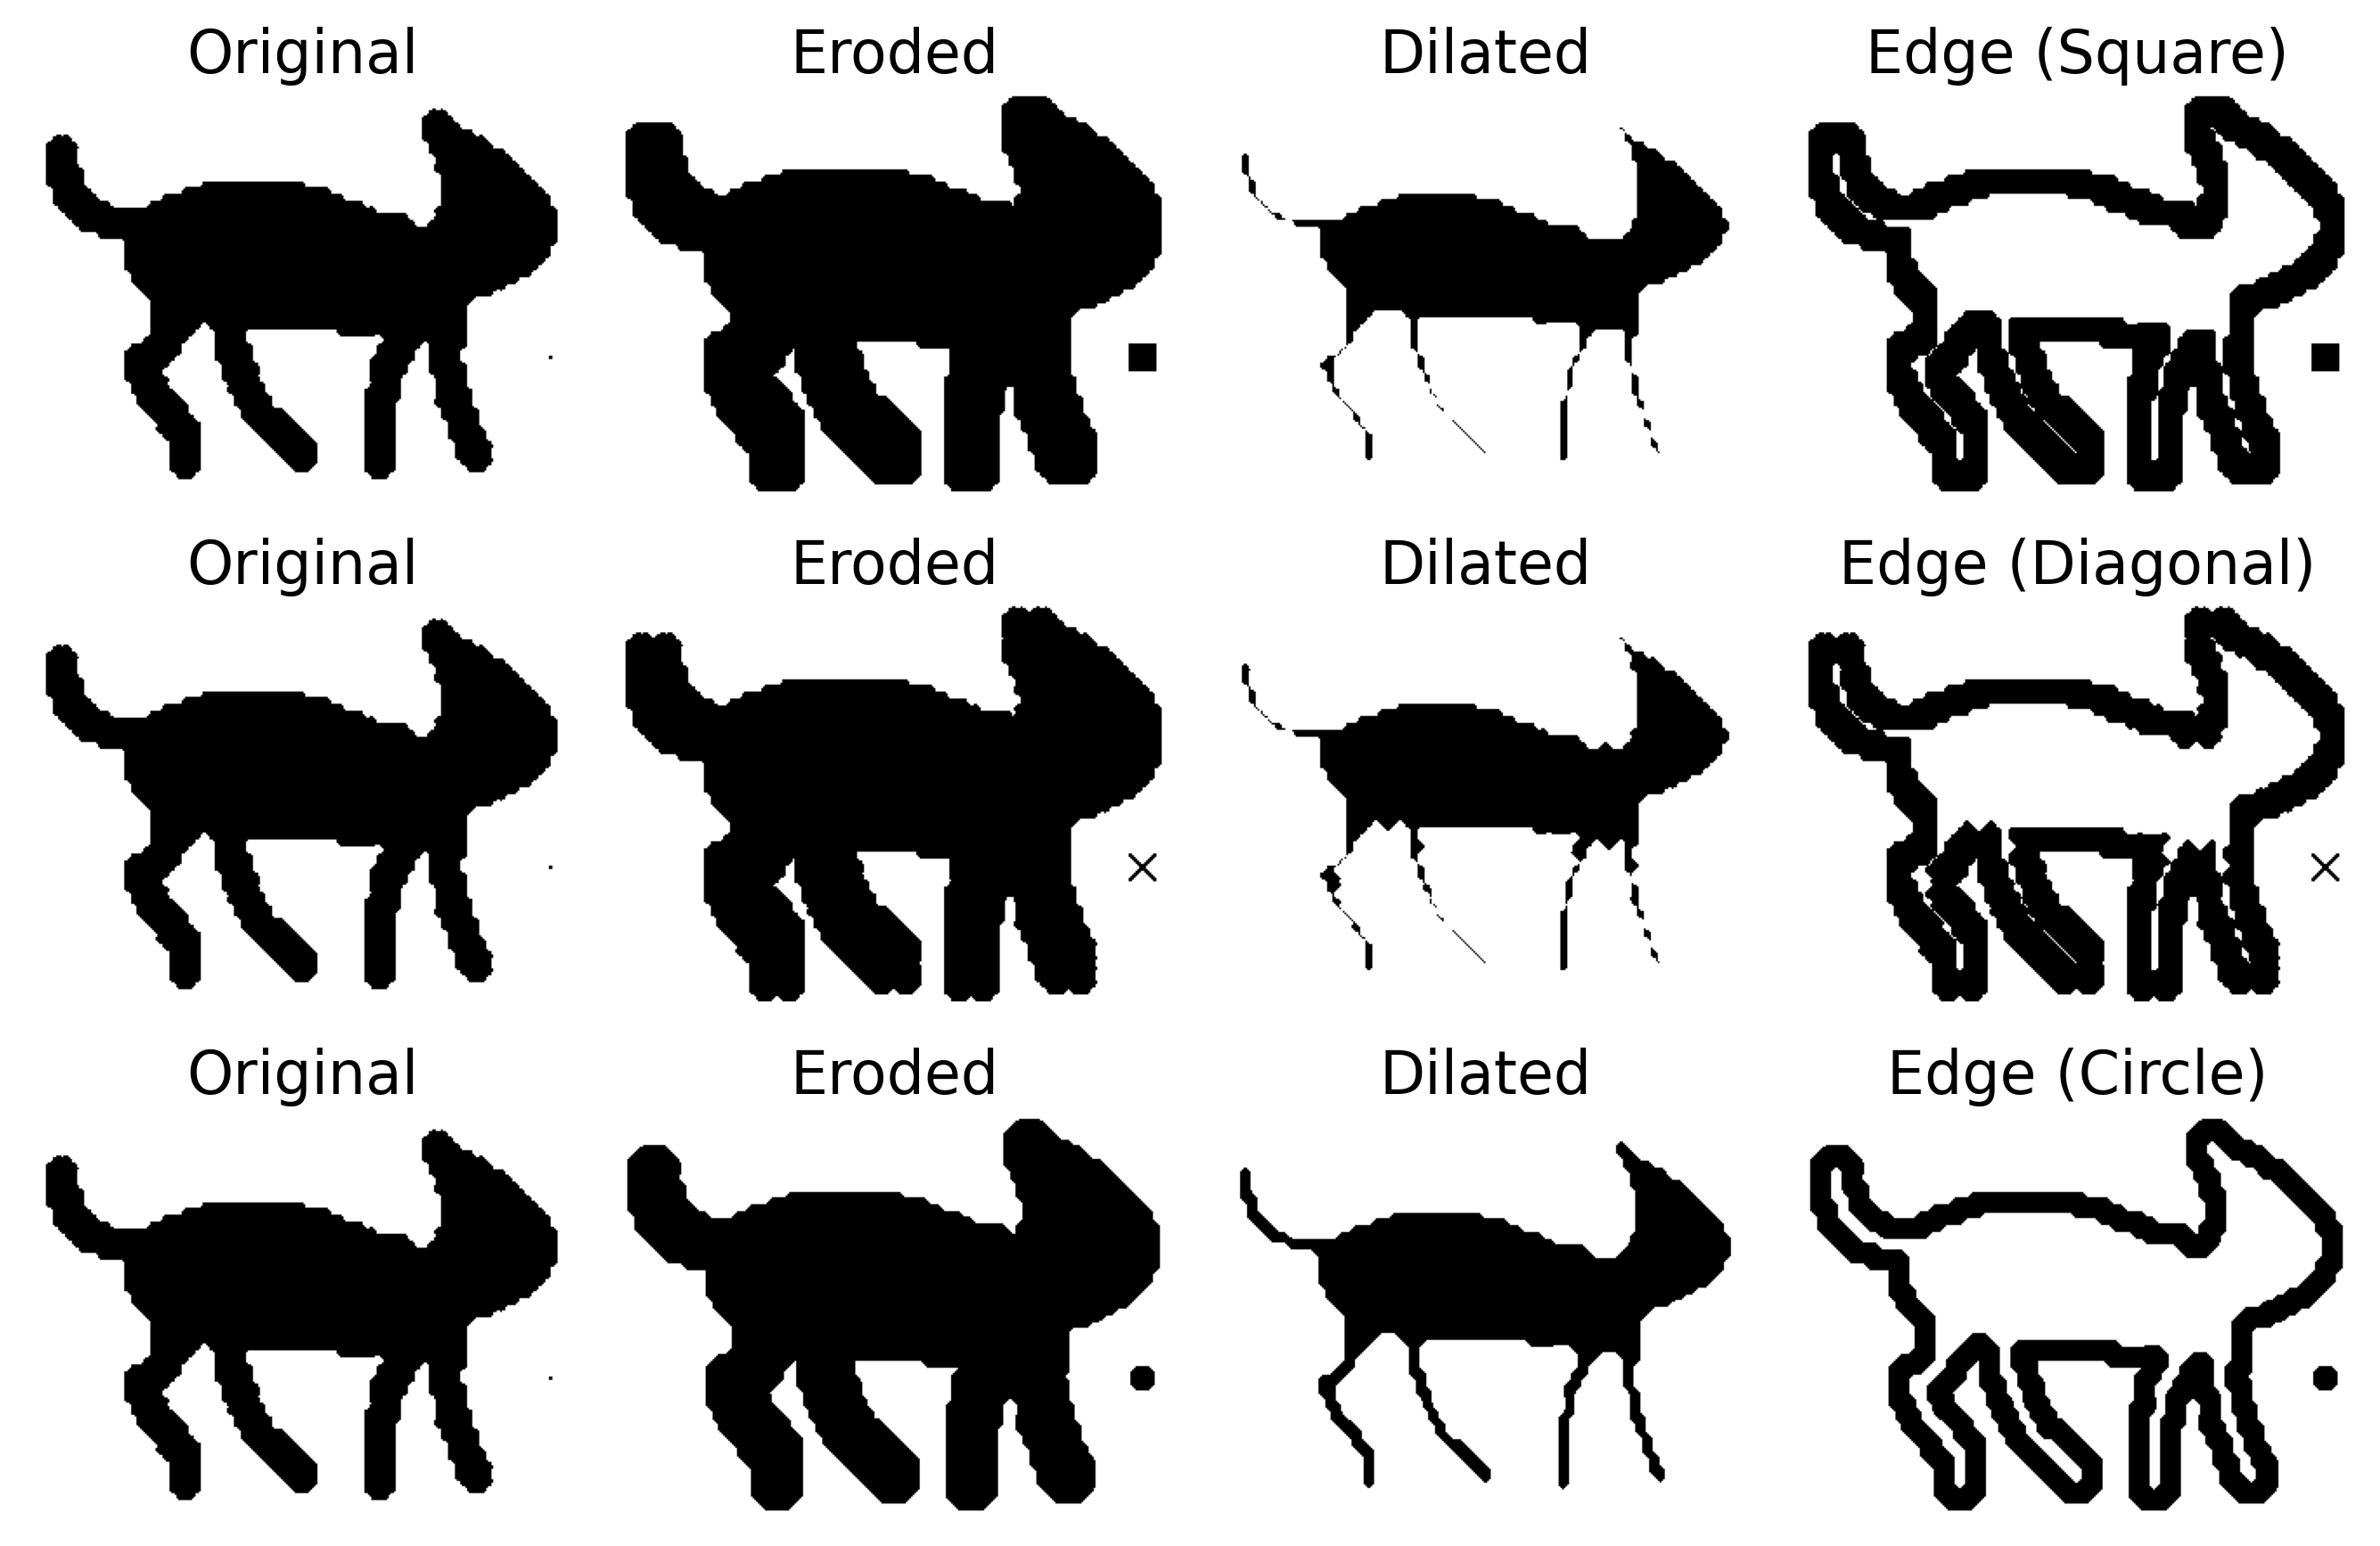 Original Eroded Dilated Edge (Square)
Original Eroded Dilated Edge (Diagonal)
Original Eroded Dilated Edge (Circle)